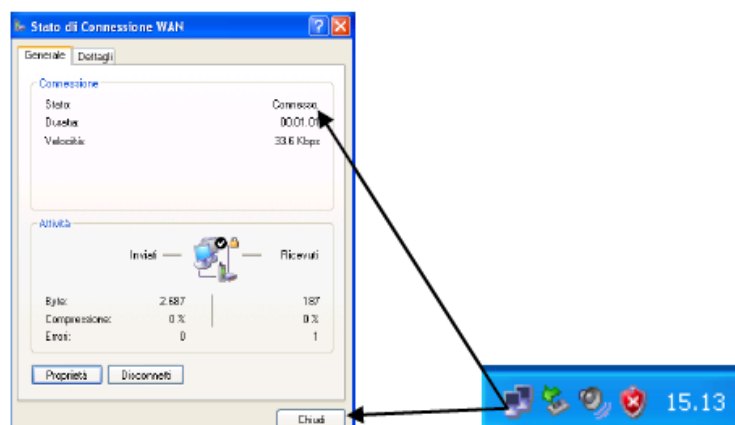 Stato di Connessione WAN
Generale Dettagli
Connessione
Stato: Connesso
Durata: 00.01.01
Velocità: 33.6 Kbps
Attività
Inviati Ricevuti
Byte: 2.687 187
Compressione: 0 % 0 %
Errori: 0 1
Proprietà Disconnetti
Chiudi
15.13